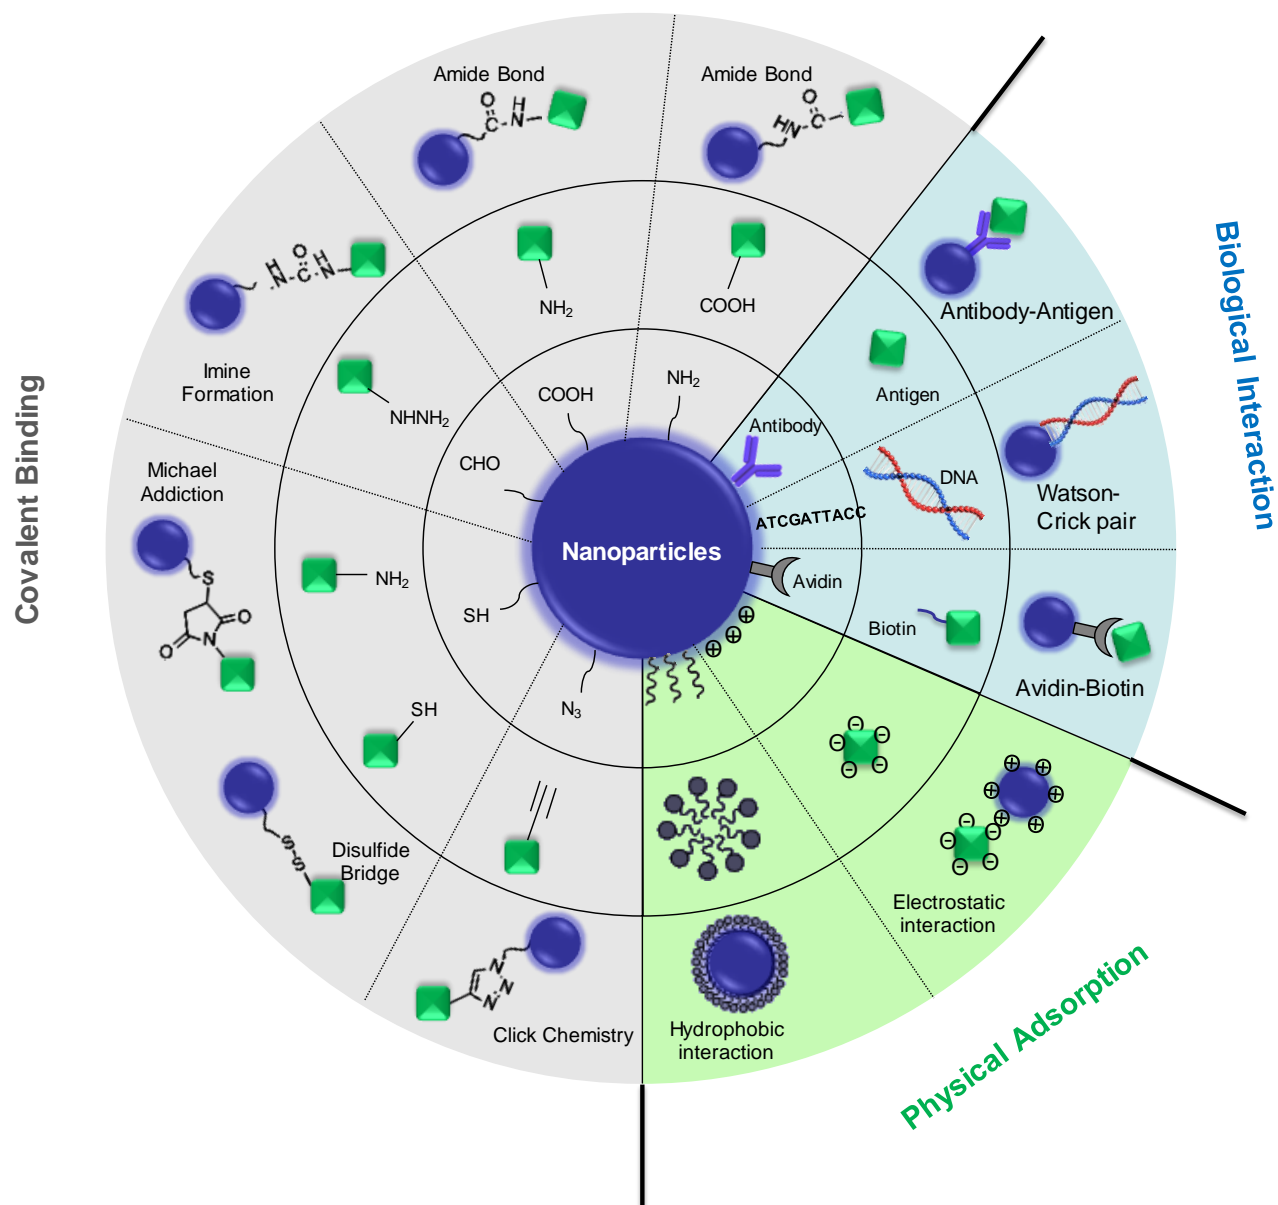 Amide Bond
O
H
C
N
Amide Bond
O
HN
C
NH2
COOH
H
O
H
N
C
N
Imine
Formation
NHNH2
COOH
NH2
CHO
Michael
Addiction
S
O
N
O
NH2
SH
SH
N3
S
S
Disulfide
Bridge
N
N
N
Click Chemistry
Nanoparticles
Antibody
ATCGATTACC
Avidin
Antigen
DNA
Biotin
Antibody-Antigen
Watson-
Crick pair
Avidin-Biotin
Electrostatic
interaction
Hydrophobic
interaction
Covalent Binding
Biological Interaction
Physical Adsorption